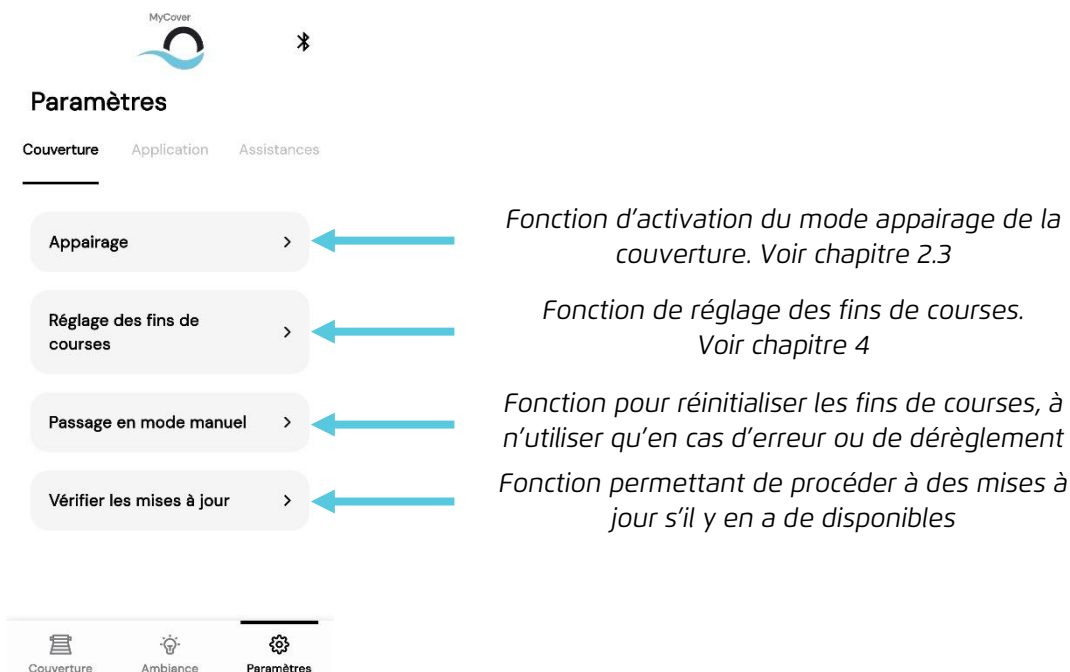 MyCover
Paramètres
Couverture Application Assistances
Appairage
Fonction d’activation du mode appairage de la
couverture. Voir chapitre 2.3
Réglage des fins de
courses
Fonction de réglage des fins de courses.
Voir chapitre 4
Passage en mode manuel
Fonction pour réinitialiser les fins de courses, à
n’utiliser qu’en cas d’erreur ou de dérèglement
Vérifier les mises à jour
Fonction permettant de procéder à des mises à
jour s’il y en a de disponibles
Couverture Ambiance Paramètres